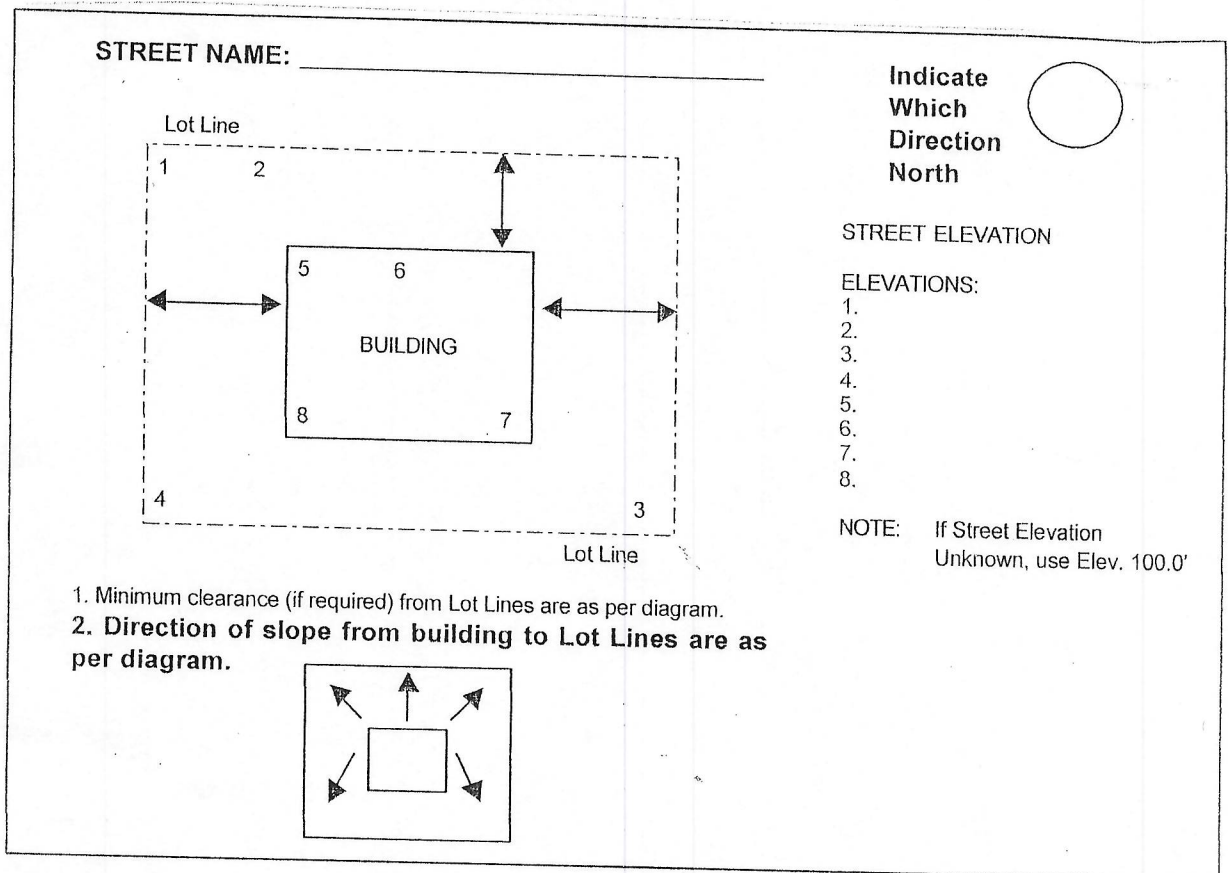 STREET NAME:
Lot Line
1 2
5 6
BUILDING
8 7
4
3
Lot Line
1. Minimum clearance (if required) from Lot Lines are as per diagram.
2. Direction of slope from building to Lot Lines are as
per diagram.
Indicate
Which
Direction
North
STREET ELEVATION
ELEVATIONS:
1.
2.
3.
4.
5.
6.
7.
8.
NOTE: If Street Elevation
Unknown, use Elev. 100.0'